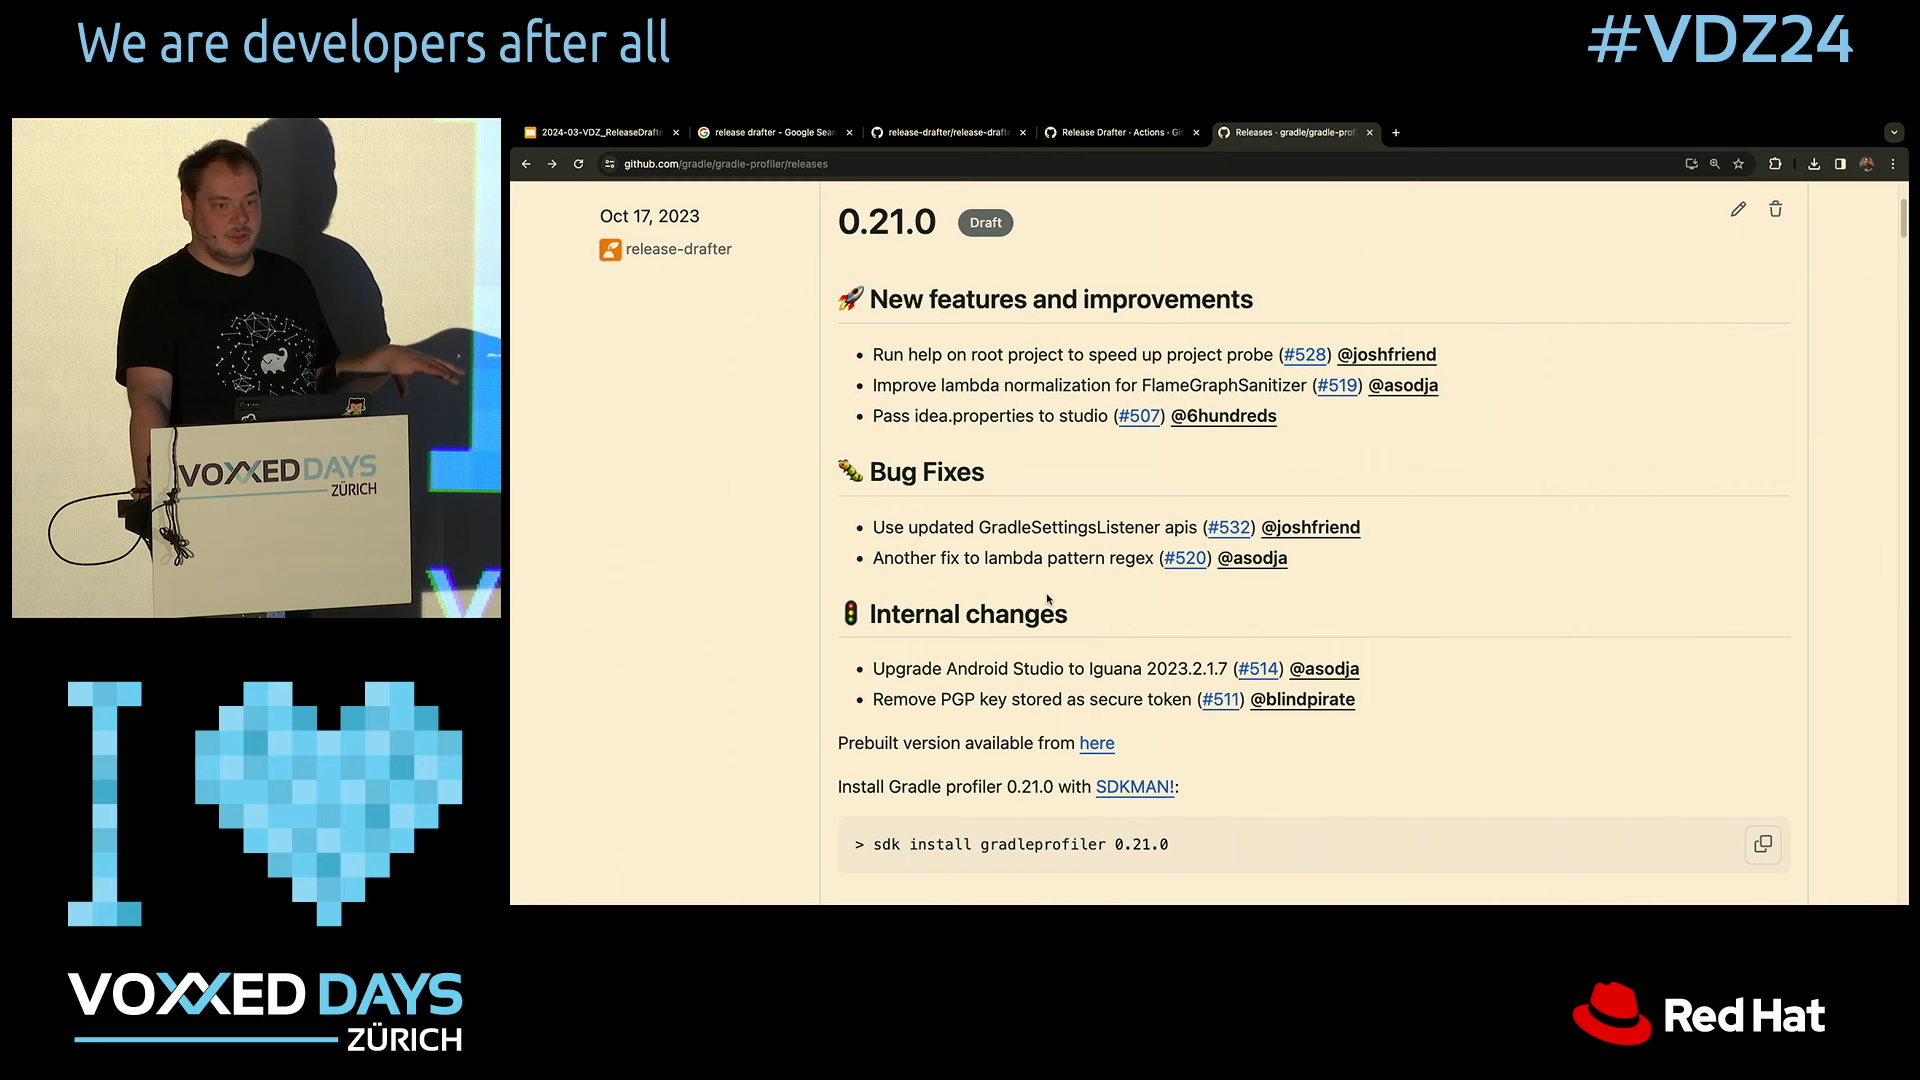 We are developers after all
#VDZ24
2024-03-VDZ_ReleaseDrafte
release drafter - Google Sear
release-drafter/release-drafte
Release Drafter · Actions · Git
Releases · gradle/gradle-profi
github.com/gradle/gradle-profiler/releases
Oct 17, 2023
release-drafter
0.21.0
Draft
🚀 New features and improvements
• Run help on root project to speed up project probe (#528) @joshfriend
• Improve lambda normalization for FlameGraphSanitizer (#519) @asodja
• Pass idea.properties to studio (#507) @6hundreds
🐛 Bug Fixes
• Use updated GradleSettingsListener apis (#532) @joshfriend
• Another fix to lambda pattern regex (#520) @asodja
🚦 Internal changes
• Upgrade Android Studio to Iguana 2023.2.1.7 (#514) @asodja
• Remove PGP key stored as secure token (#511) @blindpirate
Prebuilt version available from here
Install Gradle profiler 0.21.0 with SDKMAN!:
> sdk install gradleprofiler 0.21.0
VOXXED DAYS
ZÜRICH
I
VOXXED DAYS
ZÜRICH
Red Hat